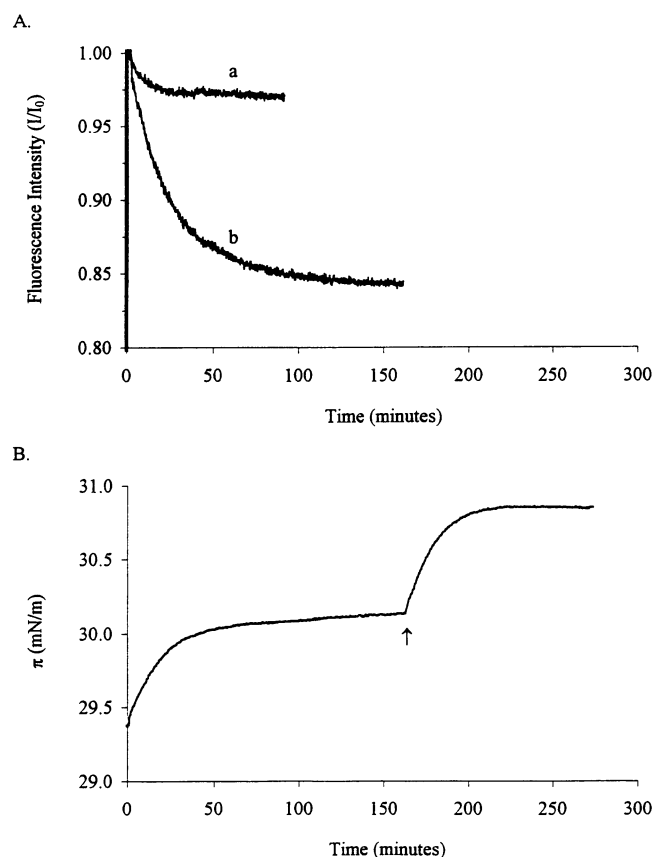 A.
Fluorescence Intensity (I/I₀)
1.00
0.95
0.90
0.85
0.80
a
b
0 50 100 150 200 250 300
Time (minutes)
B.
π (mN/m)
31.0
30.5
30.0
29.5
29.0
↑
0 50 100 150 200 250 300
Time (minutes)